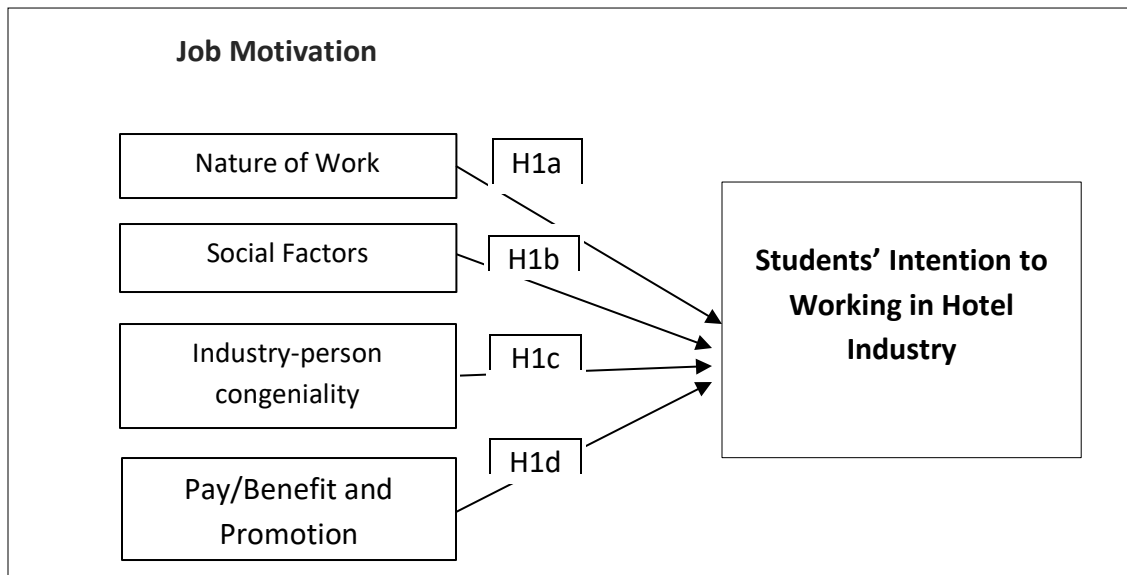 Job Motivation
Nature of Work
H1a
Social Factors
H1b
Industry-person
congeniality
H1c
Pay/Benefit and
Promotion
H1d
Students’ Intention to
Working in Hotel
Industry